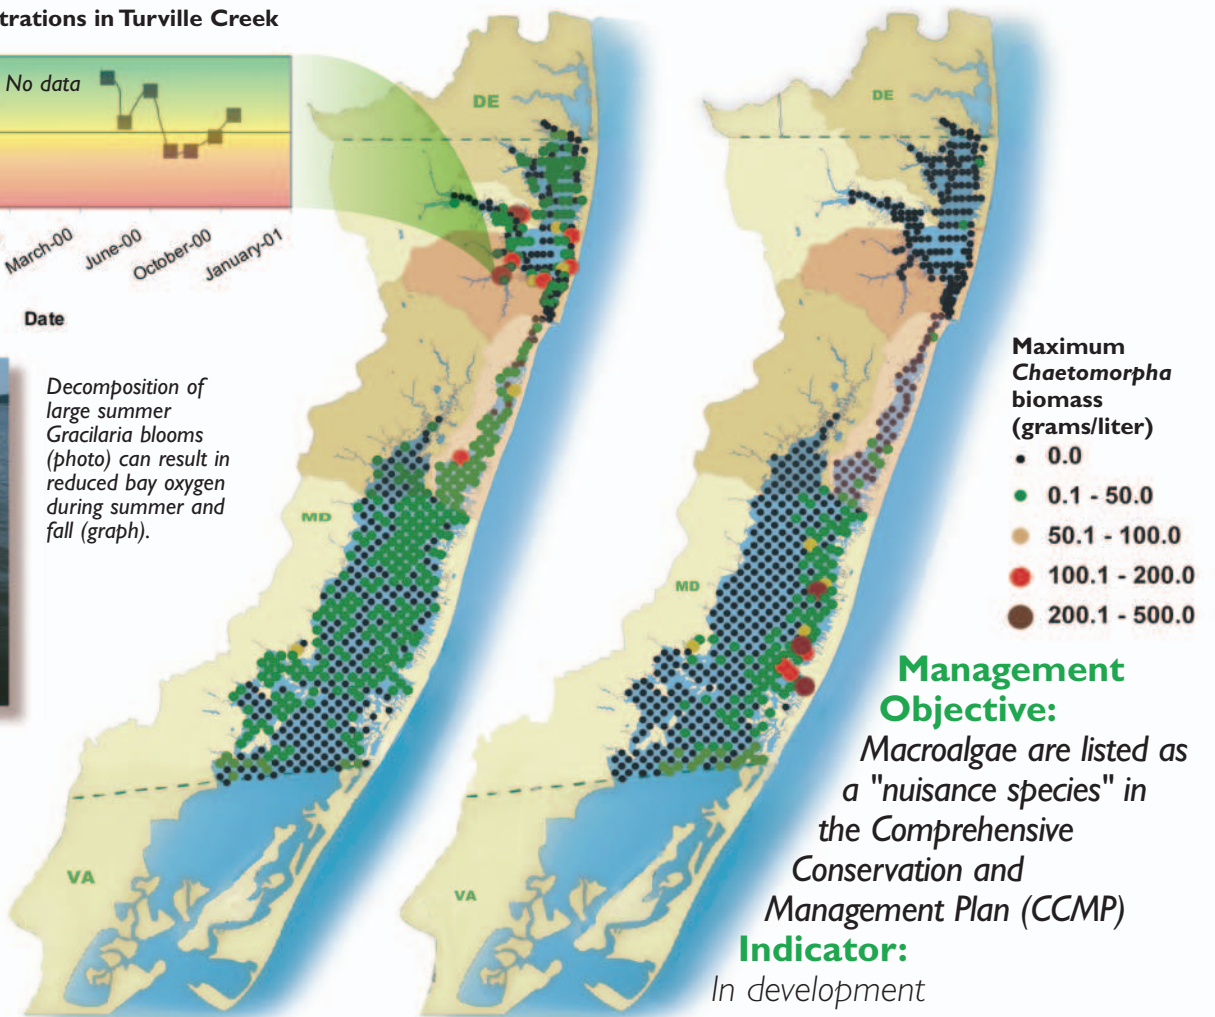 trations in Turville Creek
No data
March-00
June-00
October-00
January-01
Date
Decomposition of
large summer
Gracilaria blooms
(photo) can result in
reduced bay oxygen
during summer and
fall (graph).
DE
MD
VA
DE
MD
VA
Maximum
Chaetomorpha
biomass
(grams/liter)
0.0
0.1 - 50.0
50.1 - 100.0
100.1 - 200.0
200.1 - 500.0
Management
Objective:
Macroalgae are listed as
a "nuisance species" in
the Comprehensive
Conservation and
Management Plan (CCMP)
Indicator:
In development